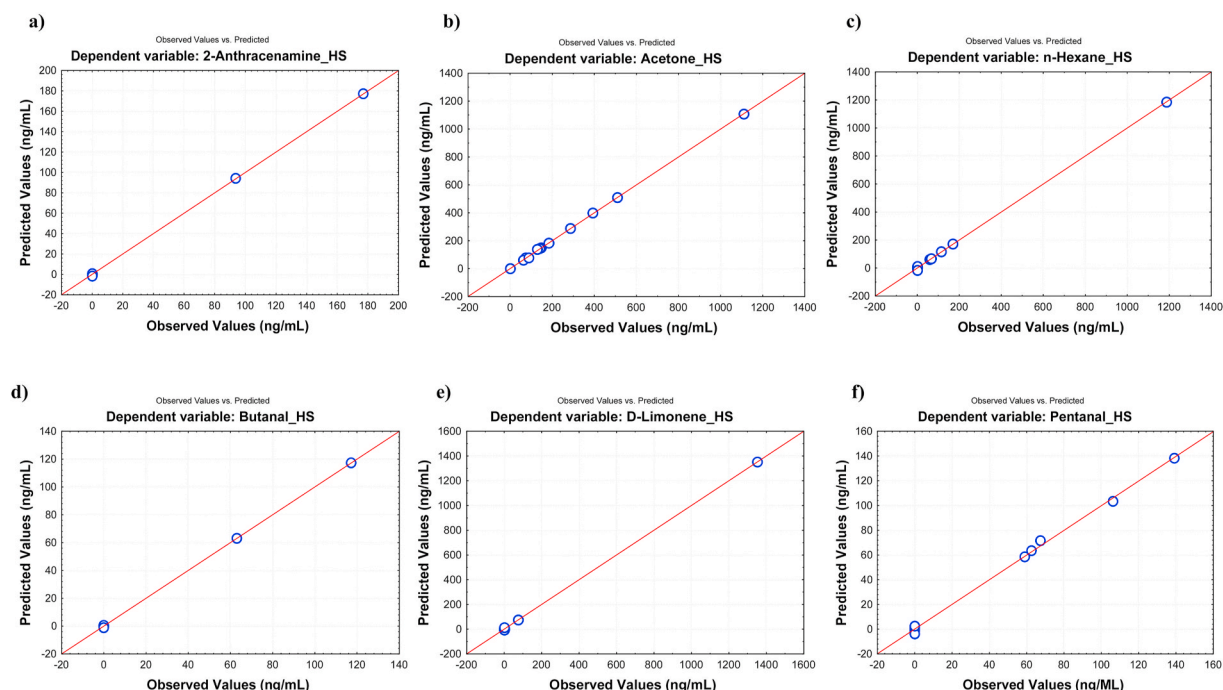 a)
Observed Values vs. Predicted
Dependent variable: 2-Anthracenamine_HS
Predicted Values (ng/mL)
200
180
160
140
120
100
80
60
40
20
0
-20
-20 0 20 40 60 80 100 120 140 160 180 200
Observed Values (ng/mL)
b)
Observed Values vs. Predicted
Dependent variable: Acetone_HS
Predicted Values (ng/mL)
1400
1200
1000
800
600
400
200
0
-200
-200 0 200 400 600 800 1000 1200 1400
Observed Values (ng/mL)
c)
Observed Values vs. Predicted
Dependent variable: n-Hexane_HS
Predicted Values (ng/mL)
1400
1200
1000
800
600
400
200
0
-200
-200 0 200 400 600 800 1000 1200 1400
Observed Values (ng/mL)
d)
Observed Values vs. Predicted
Dependent variable: Butanal_HS
Predicted Values (ng/mL)
140
120
100
80
60
40
20
0
-20
-20 0 20 40 60 80 100 120 140
Observed Values (ng/mL)
e)
Observed Values vs. Predicted
Dependent variable: D-Limonene_HS
Predicted Values (ng/mL)
1600
1400
1200
1000
800
600
400
200
0
-200
-200 0 200 400 600 800 1000 1200 1400 1600
Observed Values (ng/mL)
f)
Observed Values vs. Predicted
Dependent variable: Pentanal_HS
Predicted Values (ng/mL)
160
140
120
100
80
60
40
20
0
-20
-20 0 20 40 60 80 100 120 140 160
Observed Values (ng/ML)